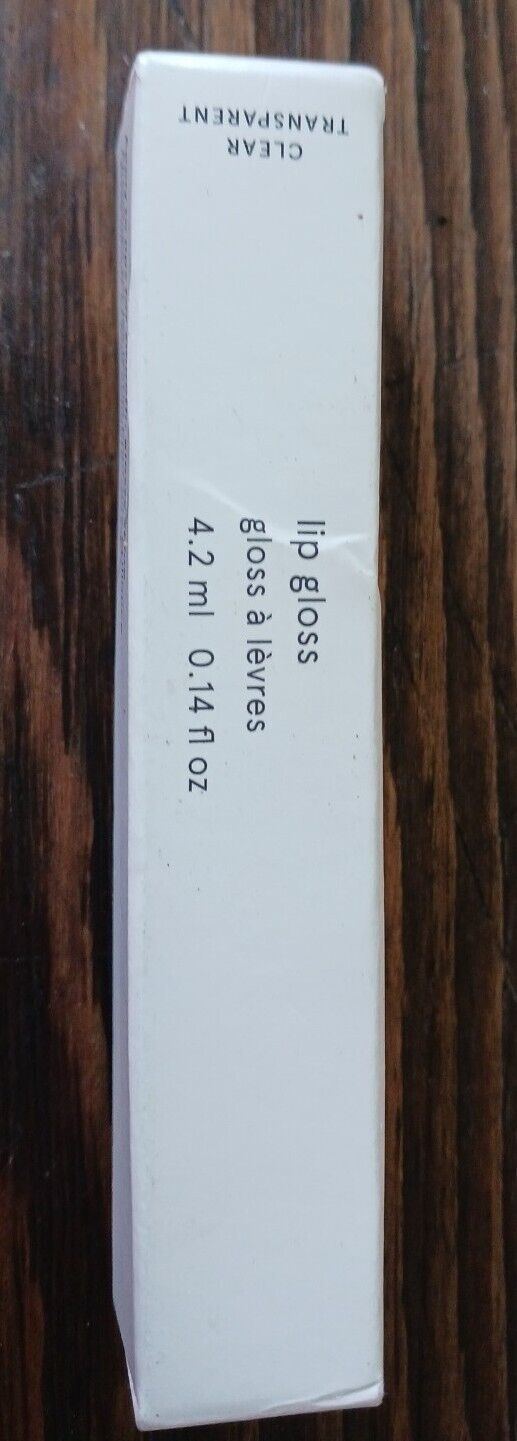 CLEAR
TRANSPARENT
lip gloss
gloss à lèvres
4.2 ml 0.14 fl oz